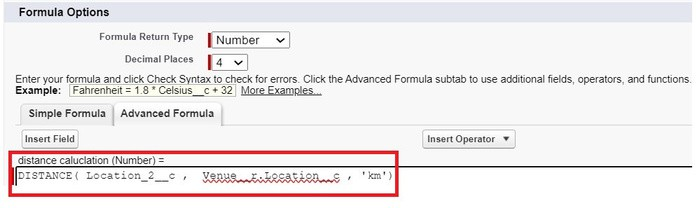 Formula Options
Formula Return Type Number
Decimal Places 4
Enter your formula and click Check Syntax to check for errors. Click the Advanced Formula subtab to use additional fields, operators, and functions.
Example: Fahrenheit = 1.8 * Celsius__c + 32 More Examples...
Simple Formula Advanced Formula
Insert Field Insert Operator
distance caluclation (Number) =
DISTANCE( Location_2__c , Venue__r.Location__c , 'km')